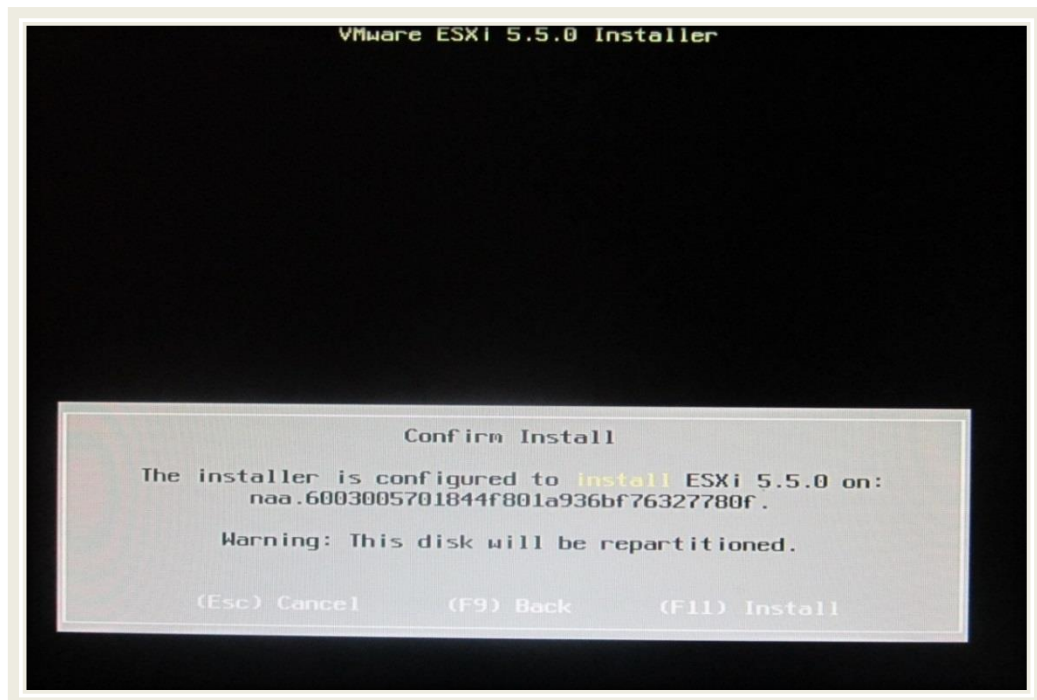 VMware ESXi 5.5.0 Installer
Confirm Install
The installer is configured to install ESXi 5.5.0 on:
naa.6003005701844f801a936bf76327780f.
Warning: This disk will be repartitioned.
(Esc) Cancel (F9) Back (F11) Install